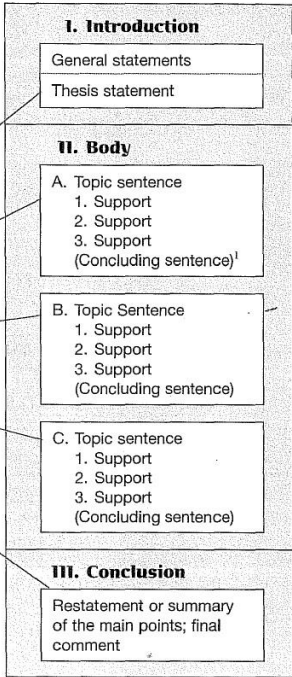 I. Introduction
General statements
Thesis statement
II. Body
A. Topic sentence
1. Support
2. Support
3. Support
(Concluding sentence)¹
B. Topic Sentence
1. Support
2. Support
3. Support
(Concluding sentence)
C. Topic sentence
1. Support
2. Support
3. Support
(Concluding sentence)
III. Conclusion
Restatement or summary
of the main points; final
comment